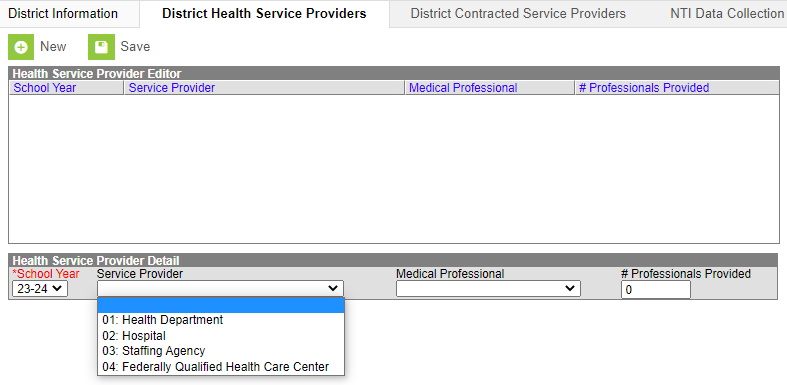 District Information District Health Service Providers District Contracted Service Providers NTI Data Collection
New Save
Health Service Provider Editor
School Year Service Provider Medical Professional # Professionals Provided
Health Service Provider Detail
*School Year Service Provider Medical Professional # Professionals Provided
23-24 0
01: Health Department
02: Hospital
03: Staffing Agency
04: Federally Qualified Health Care Center